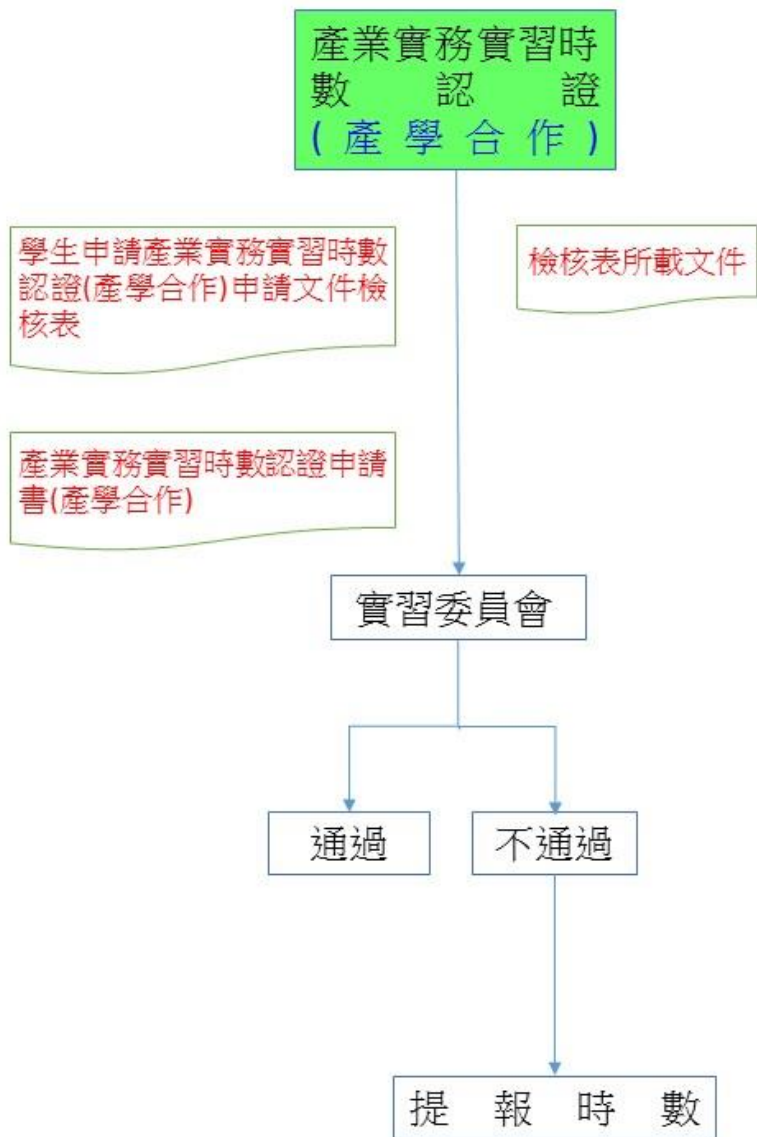 產業實務實習時
數認證
(產學合作)
學生申請產業實務實習時數
認證(產學合作)申請文件檢
核表
檢核表所載文件
產業實務實習時數認證申請
書(產學合作)
實習委員會
通過
不通過
提報時數